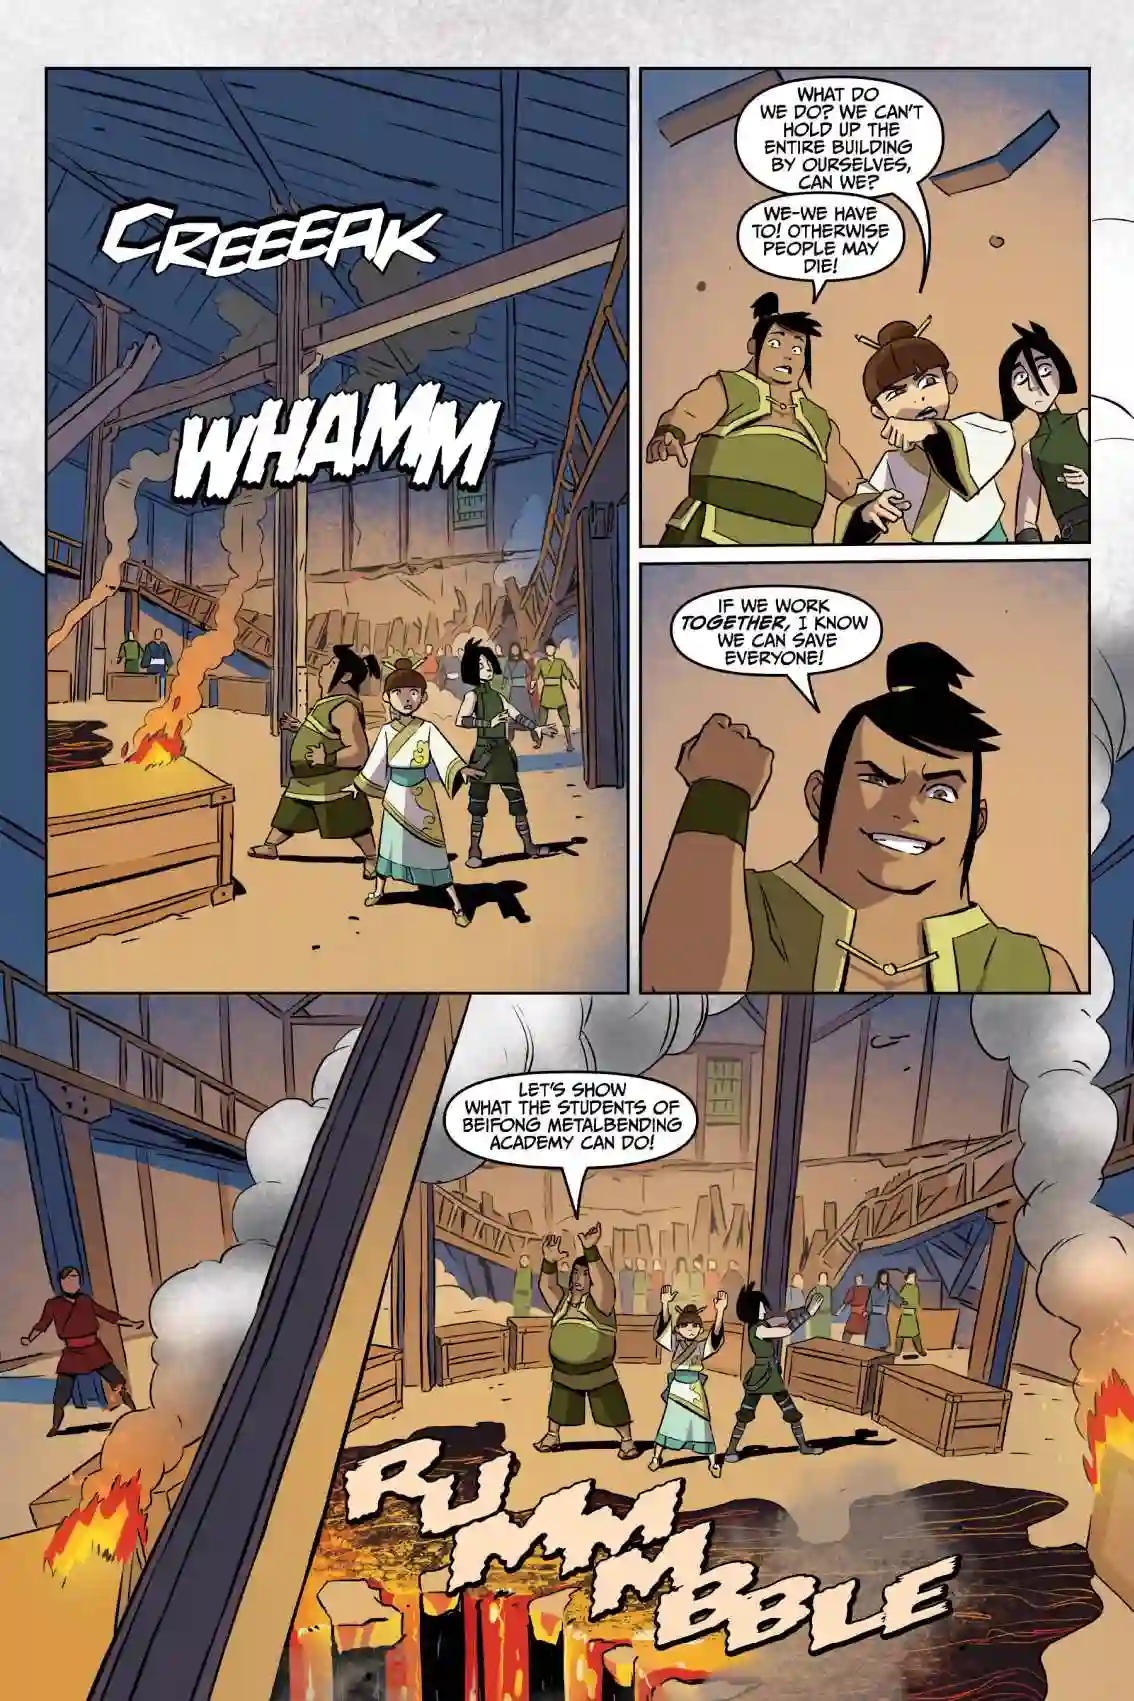 CREEEAK
WHAMM
WHAT DO
WE DO? WE CAN'T
HOLD UP THE
ENTIRE BUILDING
BY OURSELVES,
CAN WE?
WE-WE HAVE
TO! OTHERWISE
PEOPLE MAY
DIE!
IF WE WORK
TOGETHER, I KNOW
WE CAN SAVE
EVERYONE!
LET'S SHOW
WHAT THE STUDENTS OF
BEIFONG METALBENDING
ACADEMY CAN DO!
RUMMMMBBLE